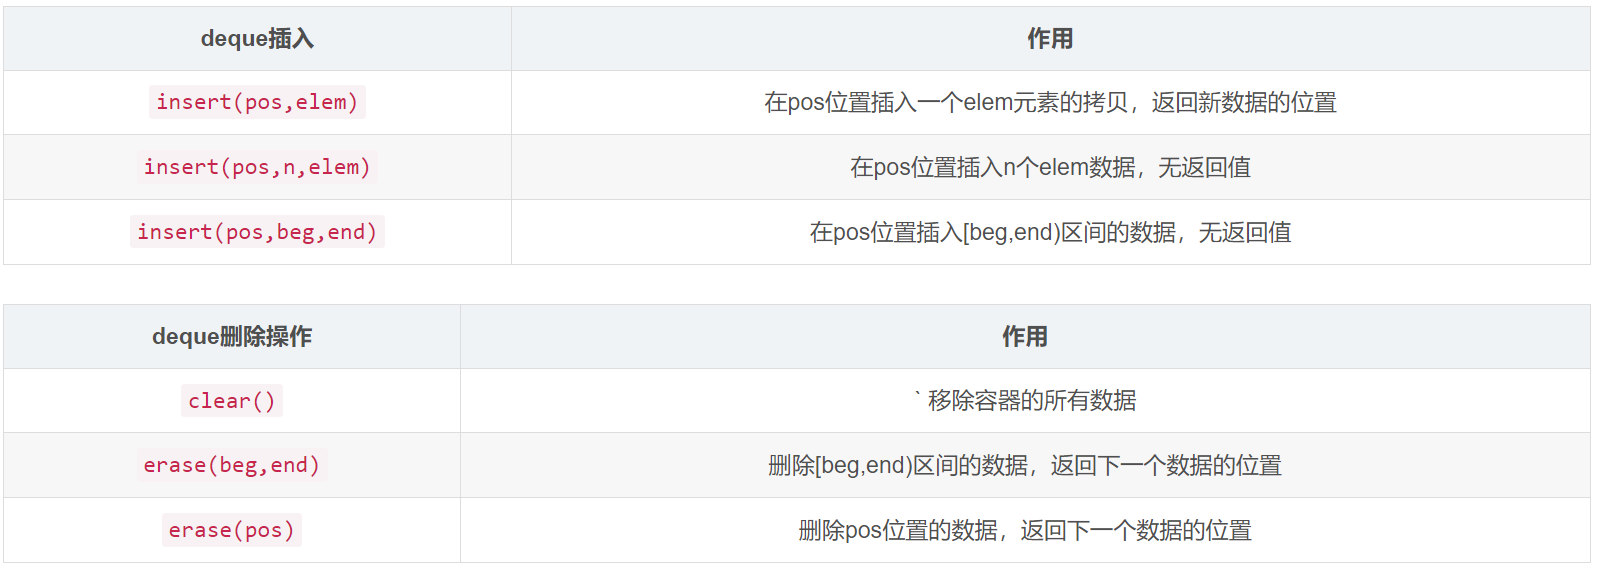 deque插入 作用
insert(pos,elem) 在pos位置插入一个elem元素的拷贝，返回新数据的位置
insert(pos,n,elem) 在pos位置插入n个elem数据，无返回值
insert(pos,beg,end) 在pos位置插入[beg,end)区间的数据，无返回值
deque删除操作 作用
clear() ` 移除容器的所有数据
erase(beg,end) 删除[beg,end)区间的数据，返回下一个数据的位置
erase(pos) 删除pos位置的数据，返回下一个数据的位置